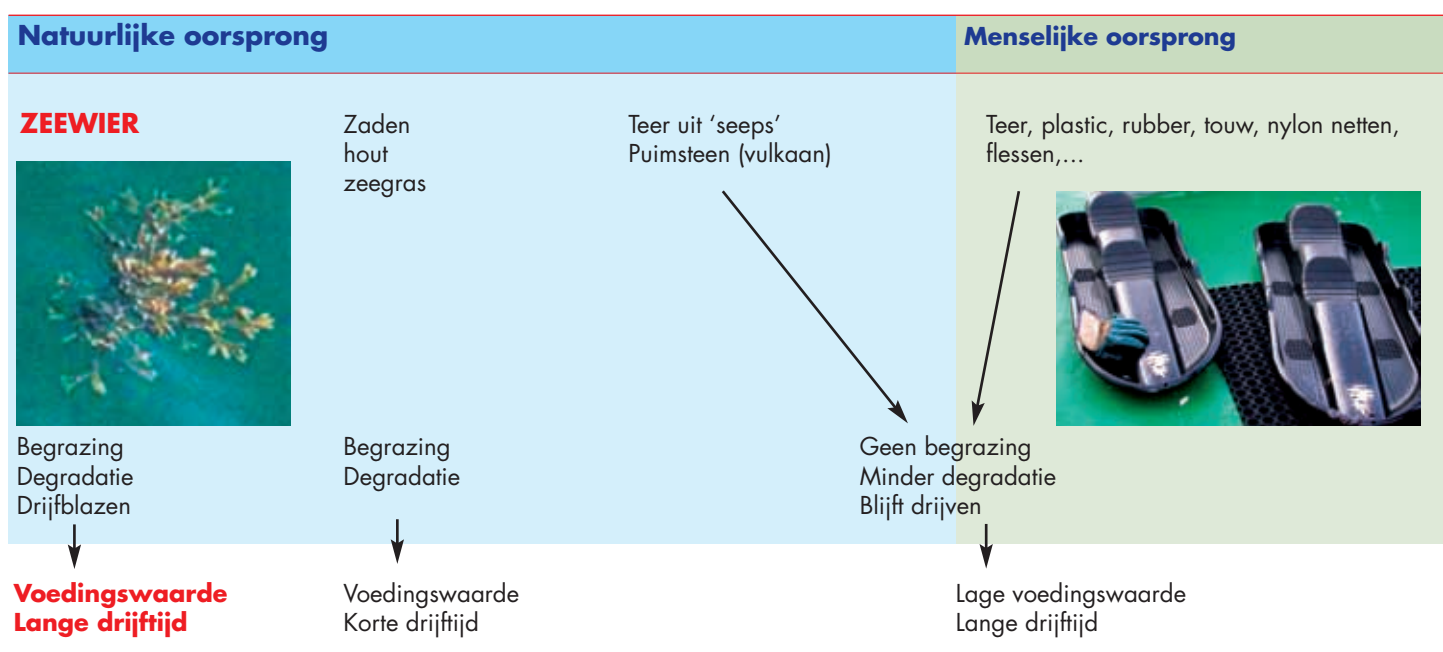 Natuurlijke oorsprong
Menselijke oorsprong
ZEEWIER
Zaden
hout
zeegras
Teer uit ‘seeps’
Puimsteen (vulkaan)
Teer, plastic, rubber, touw, nylon netten,
flessen,...
Begrazing
Degradatie
Drijfblazen
Begrazing
Degradatie
Geen begrazing
Minder degradatie
Blijft drijven
Voedingswaarde
Lange drijftijd
Voedingswaarde
Korte drijftijd
Lage voedingswaarde
Lange drijftijd